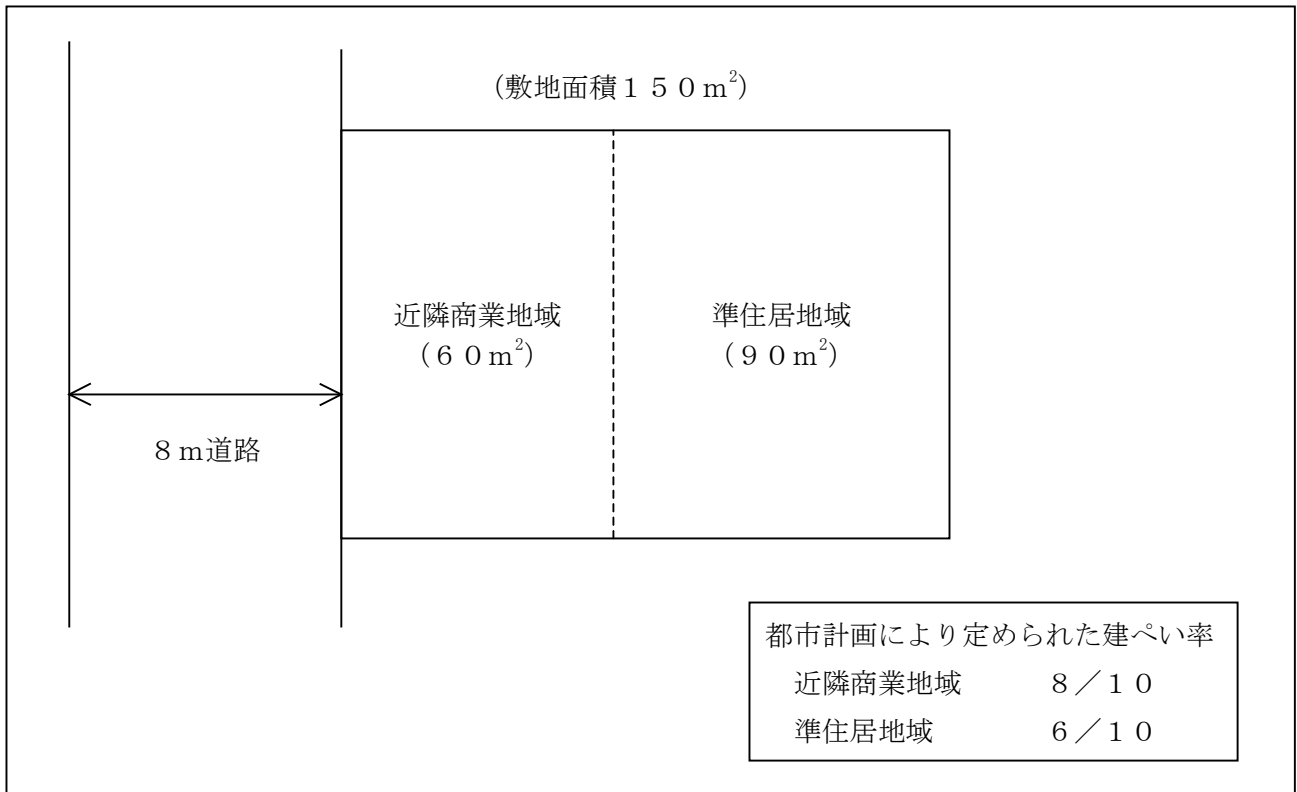 （敷地面積１５０ｍ²）
近隣商業地域
（６０ｍ²）
準住居地域
（９０ｍ²）
８ｍ道路
都市計画により定められた建ぺい率
近隣商業地域　８／１０
準住居地域　６／１０